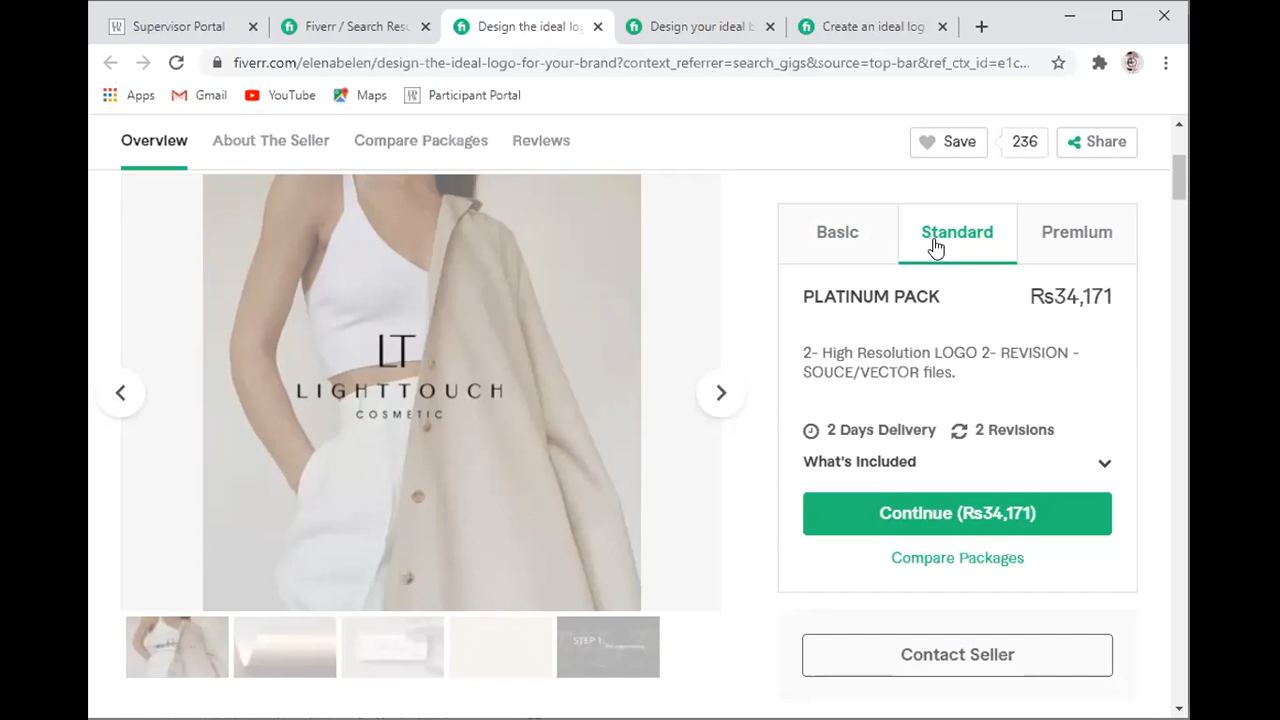 Supervisor Portal
Fiverr / Search Resu
Design the ideal log
Design your ideal b
Create an ideal logo
fiverr.com/elenabelen/design-the-ideal-logo-for-your-brand?context_referrer=search_gigs&source=top-bar&ref_ctx_id=e1c...
Apps
Gmail
YouTube
Maps
Participant Portal
Overview
About The Seller
Compare Packages
Reviews
Save
236
Share
Basic
Standard
Premium
PLATINUM PACK
Rs34,171
2- High Resolution LOGO 2- REVISION -
SOUCE/VECTOR files.
2 Days Delivery
2 Revisions
What's Included
Continue (Rs34,171)
Compare Packages
Contact Seller
LT
LIGHTTOUCH
COSMETIC
STEP 1: